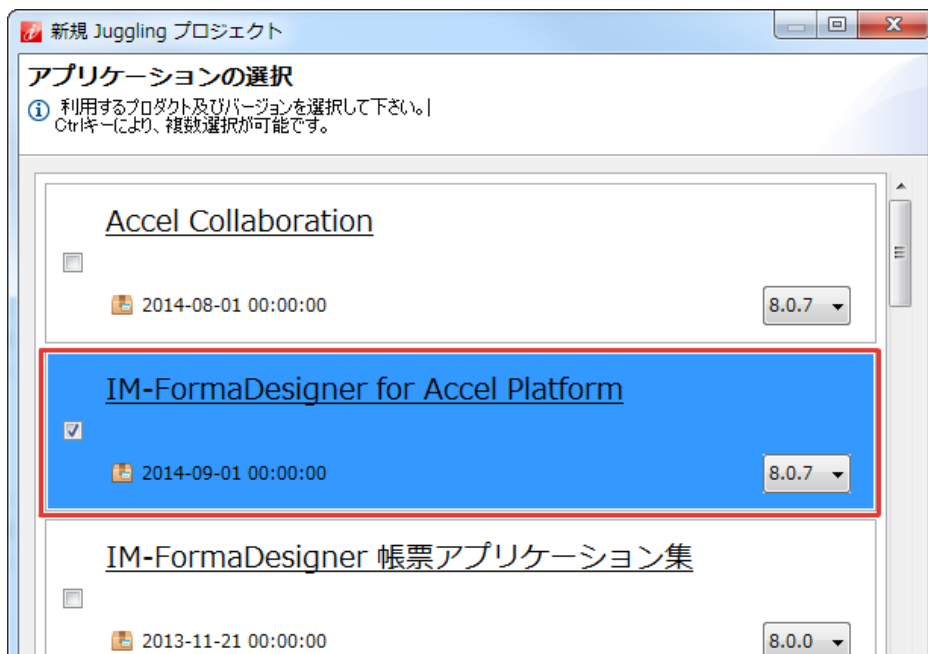 新規 Juggling プロジェクト
アプリケーションの選択
利用するプロダクト及びバージョンを選択して下さい。|
Ctrlキーにより、複数選択が可能です。
Accel Collaboration
2014-08-01 00:00:00
8.0.7
IM-FormaDesigner for Accel Platform
2014-09-01 00:00:00
8.0.7
IM-FormaDesigner 帳票アプリケーション集
2013-11-21 00:00:00
8.0.0